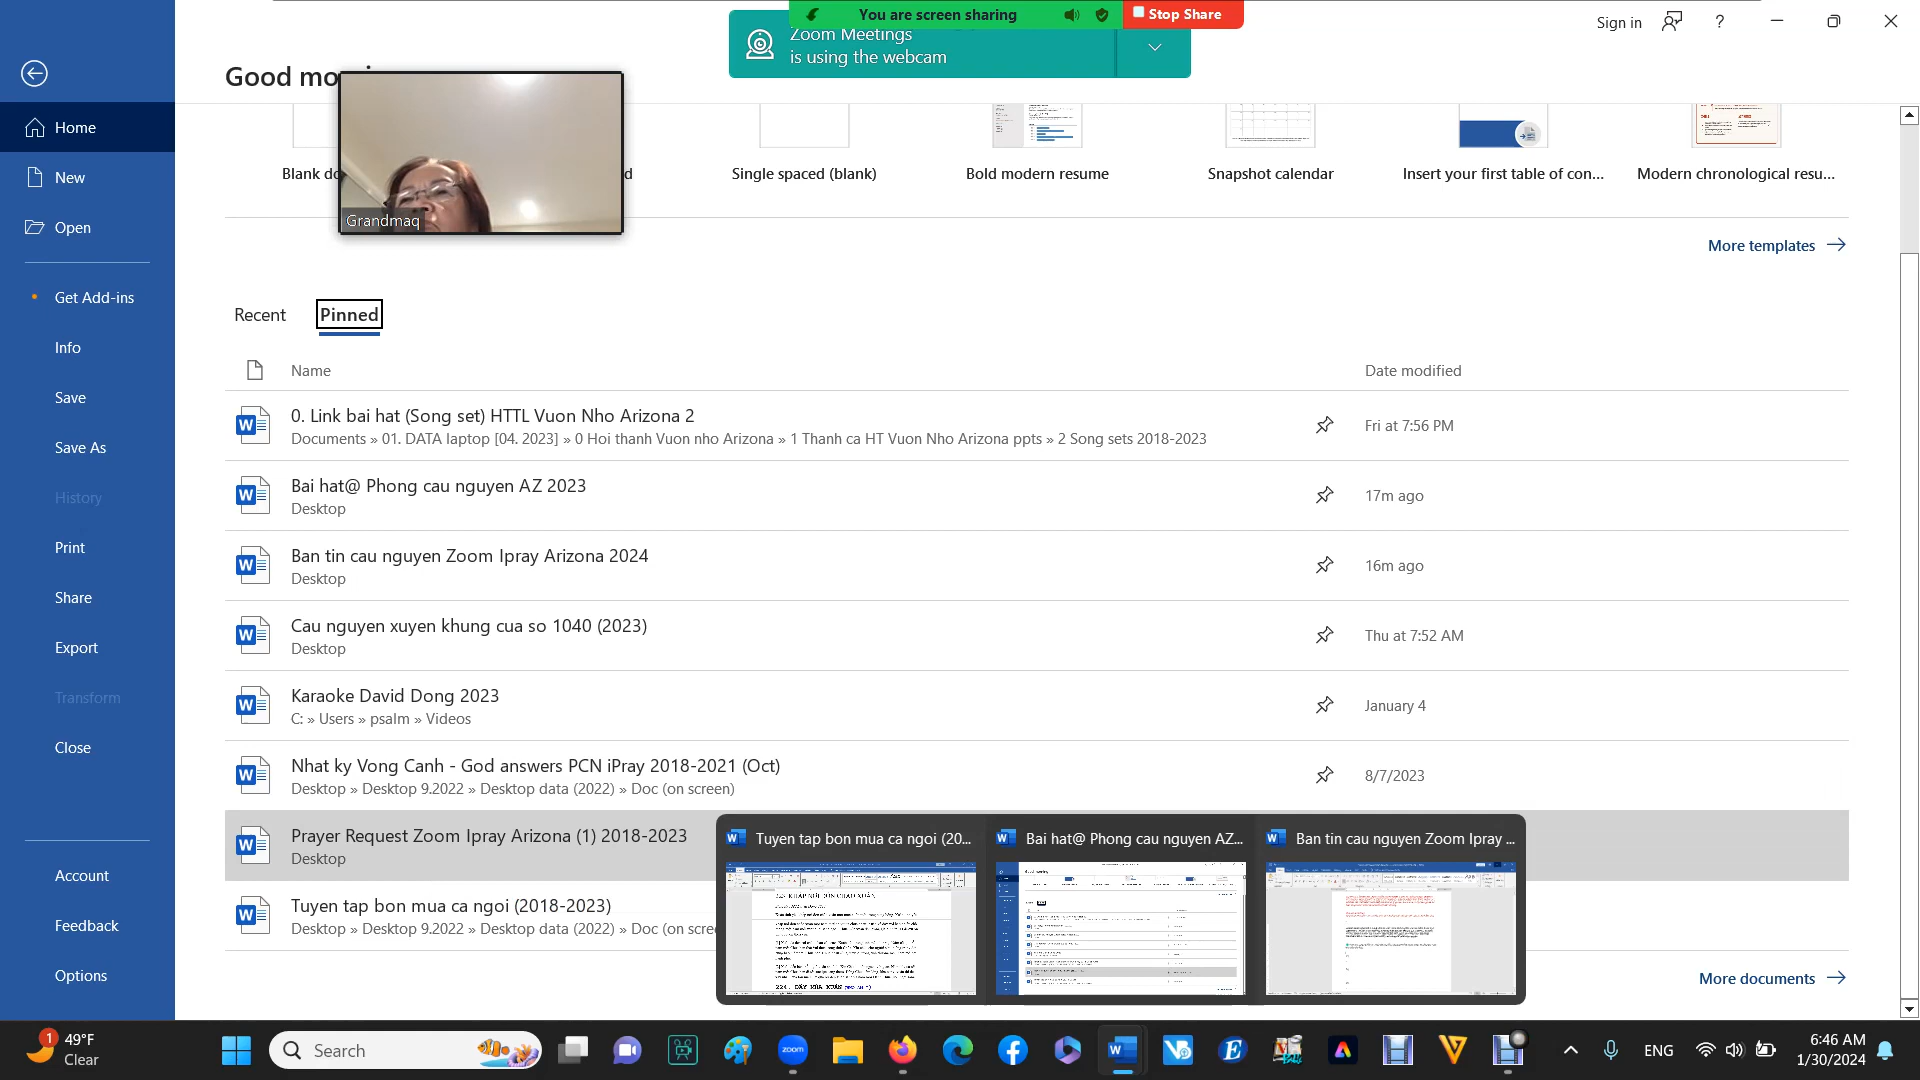 You are screen sharing
Stop Share
Zoom Meetings
is using the webcam
Sign in
?
Good mo
Home
New
Open
Get Add-ins
Info
Save
Save As
History
Print
Share
Export
Transform
Close
Account
Feedback
Options
Grandmaq
Blank do
d
Single spaced (blank)
Bold modern resume
Snapshot calendar
Insert your first table of con...
Modern chronological resu...
More templates
Recent
Pinned
Name
Date modified
0. Link bai hat (Song set) HTTL Vuon Nho Arizona 2
Documents » 01. DATA laptop [04. 2023] » 0 Hoi thanh Vuon nho Arizona » 1 Thanh ca HT Vuon Nho Arizona ppts » 2 Song sets 2018-2023
Fri at 7:56 PM
Bai hat@ Phong cau nguyen AZ 2023
Desktop
17m ago
Ban tin cau nguyen Zoom Ipray Arizona 2024
Desktop
16m ago
Cau nguyen xuyen khung cua so 1040 (2023)
Desktop
Thu at 7:52 AM
Karaoke David Dong 2023
C: » Users » psalm » Videos
January 4
Nhat ky Vong Canh - God answers PCN iPray 2018-2021 (Oct)
Desktop » Desktop 9.2022 » Desktop data (2022) » Doc (on screen)
8/7/2023
Prayer Request Zoom Ipray Arizona (1) 2018-2023
Desktop
Tuyen tap bon mua ca ngoi (2018-2023)
Desktop » Desktop 9.2022 » Desktop data (2022) » Doc (on scre
Tuyen tap bon mua ca ngoi (20...
Bai hat@ Phong cau nguyen AZ...
Ban tin cau nguyen Zoom Ipray ...
More documents
1
49°F
Clear
Search
zoom
ENG
6:46 AM
1/30/2024